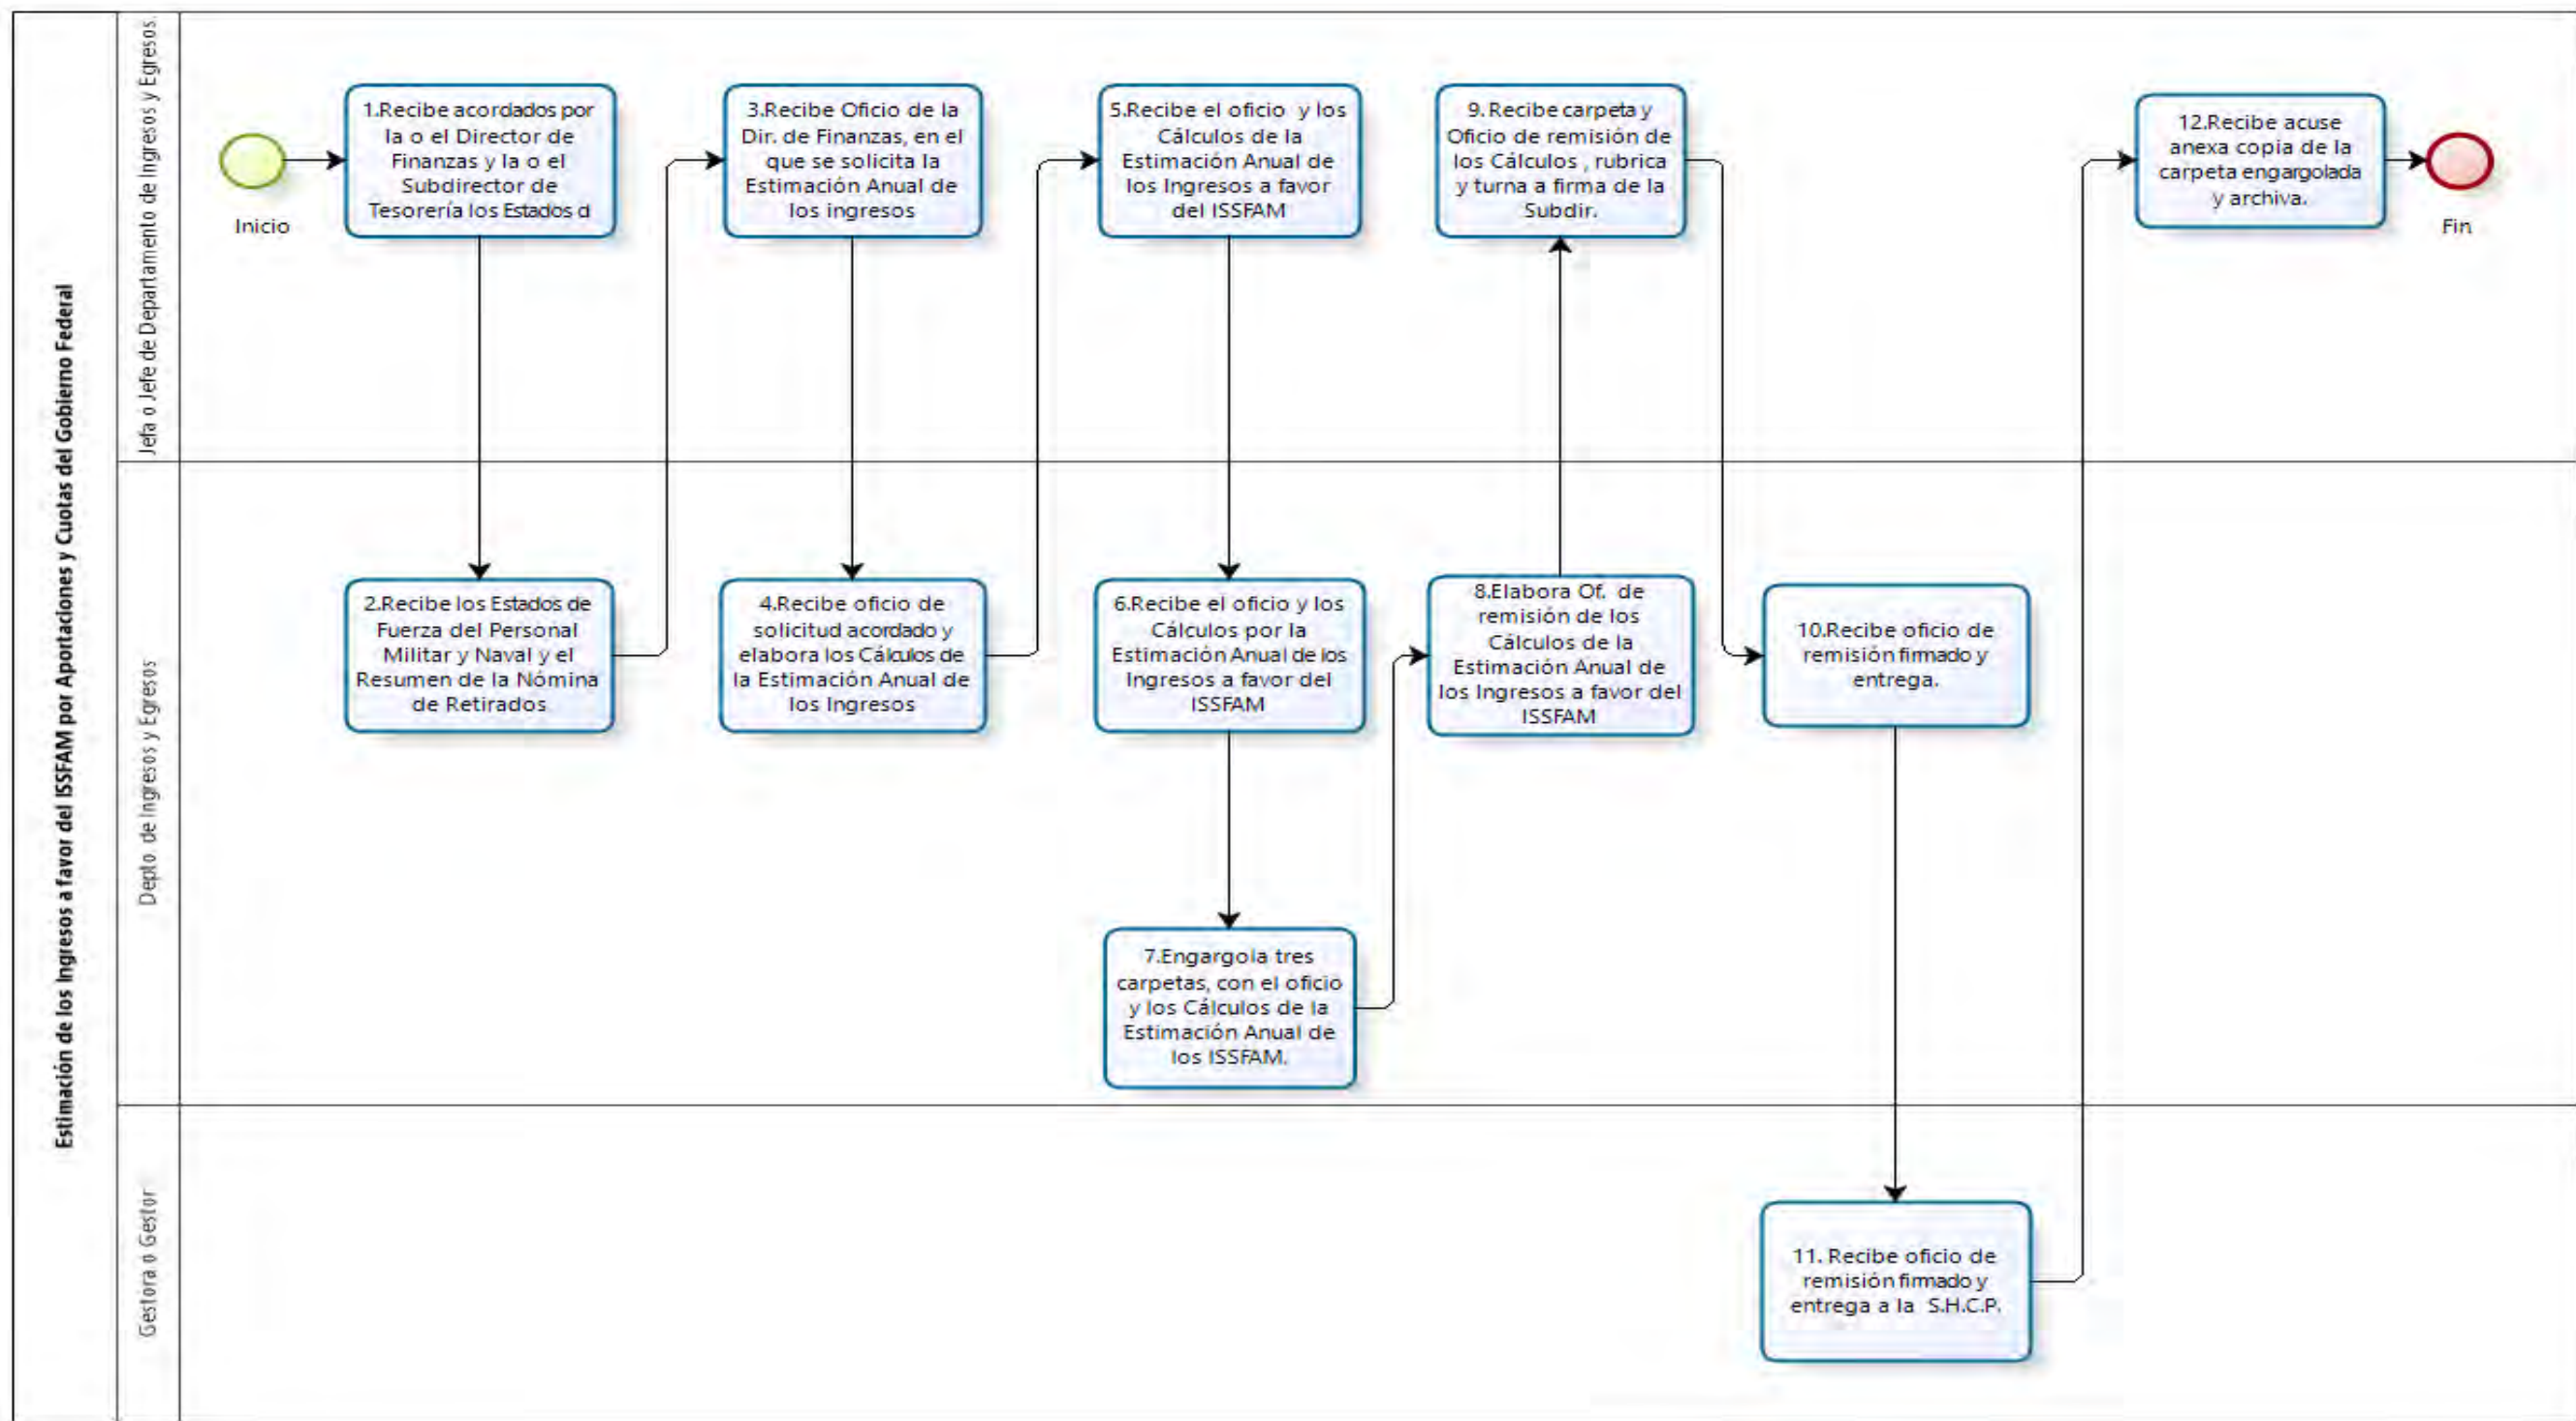 Estimación de los Ingresos a favor del ISSFAM por Aportaciones y Cuotas del Gobierno Federal
Jefa o Jefe de Departamento de Ingresos y Egresos.
Inicio
1.Recibe acordados por
la o el Director de
Finanzas y la o el
Subdirector de
Tesorería los Estados d
3.Recibe Oficio de la
Dir. de Finanzas, en el
que se solicita la
Estimación Anual de
los ingresos
5.Recibe el oficio y los
Cálculos de la
Estimación Anual de
los Ingresos a favor
del ISSFAM
9. Recibe carpeta y
Oficio de remisión de
los Cálculos , rubrica
y turna a firma de la
Subdir.
12.Recibe acuse
anexa copia de la
carpeta engargolada
y archiva.
Fin
Depto. de Ingresos y Egresos
2.Recibe los Estados de
Fuerza del Personal
Militar y Naval y el
Resumen de la Nómina
de Retirados
4.Recibe oficio de
solicitud acordado y
elabora los Cálculos de
la Estimación Anual de
los Ingresos
6.Recibe el oficio y los
Cálculos por la
Estimación Anual de los
Ingresos a favor del
ISSFAM
8.Elabora Of. de
remisión de los
Cálculos de la
Estimación Anual de
los Ingresos a favor del
ISSFAM
10.Recibe oficio de
remisión firmado y
entrega.
7.Engargola tres
carpetas, con el oficio
y los Cálculos de la
Estimación Anual de
los ISSFAM.
Gestora o Gestor
11. Recibe oficio de
remisión firmado y
entrega a la S.H.C.P.